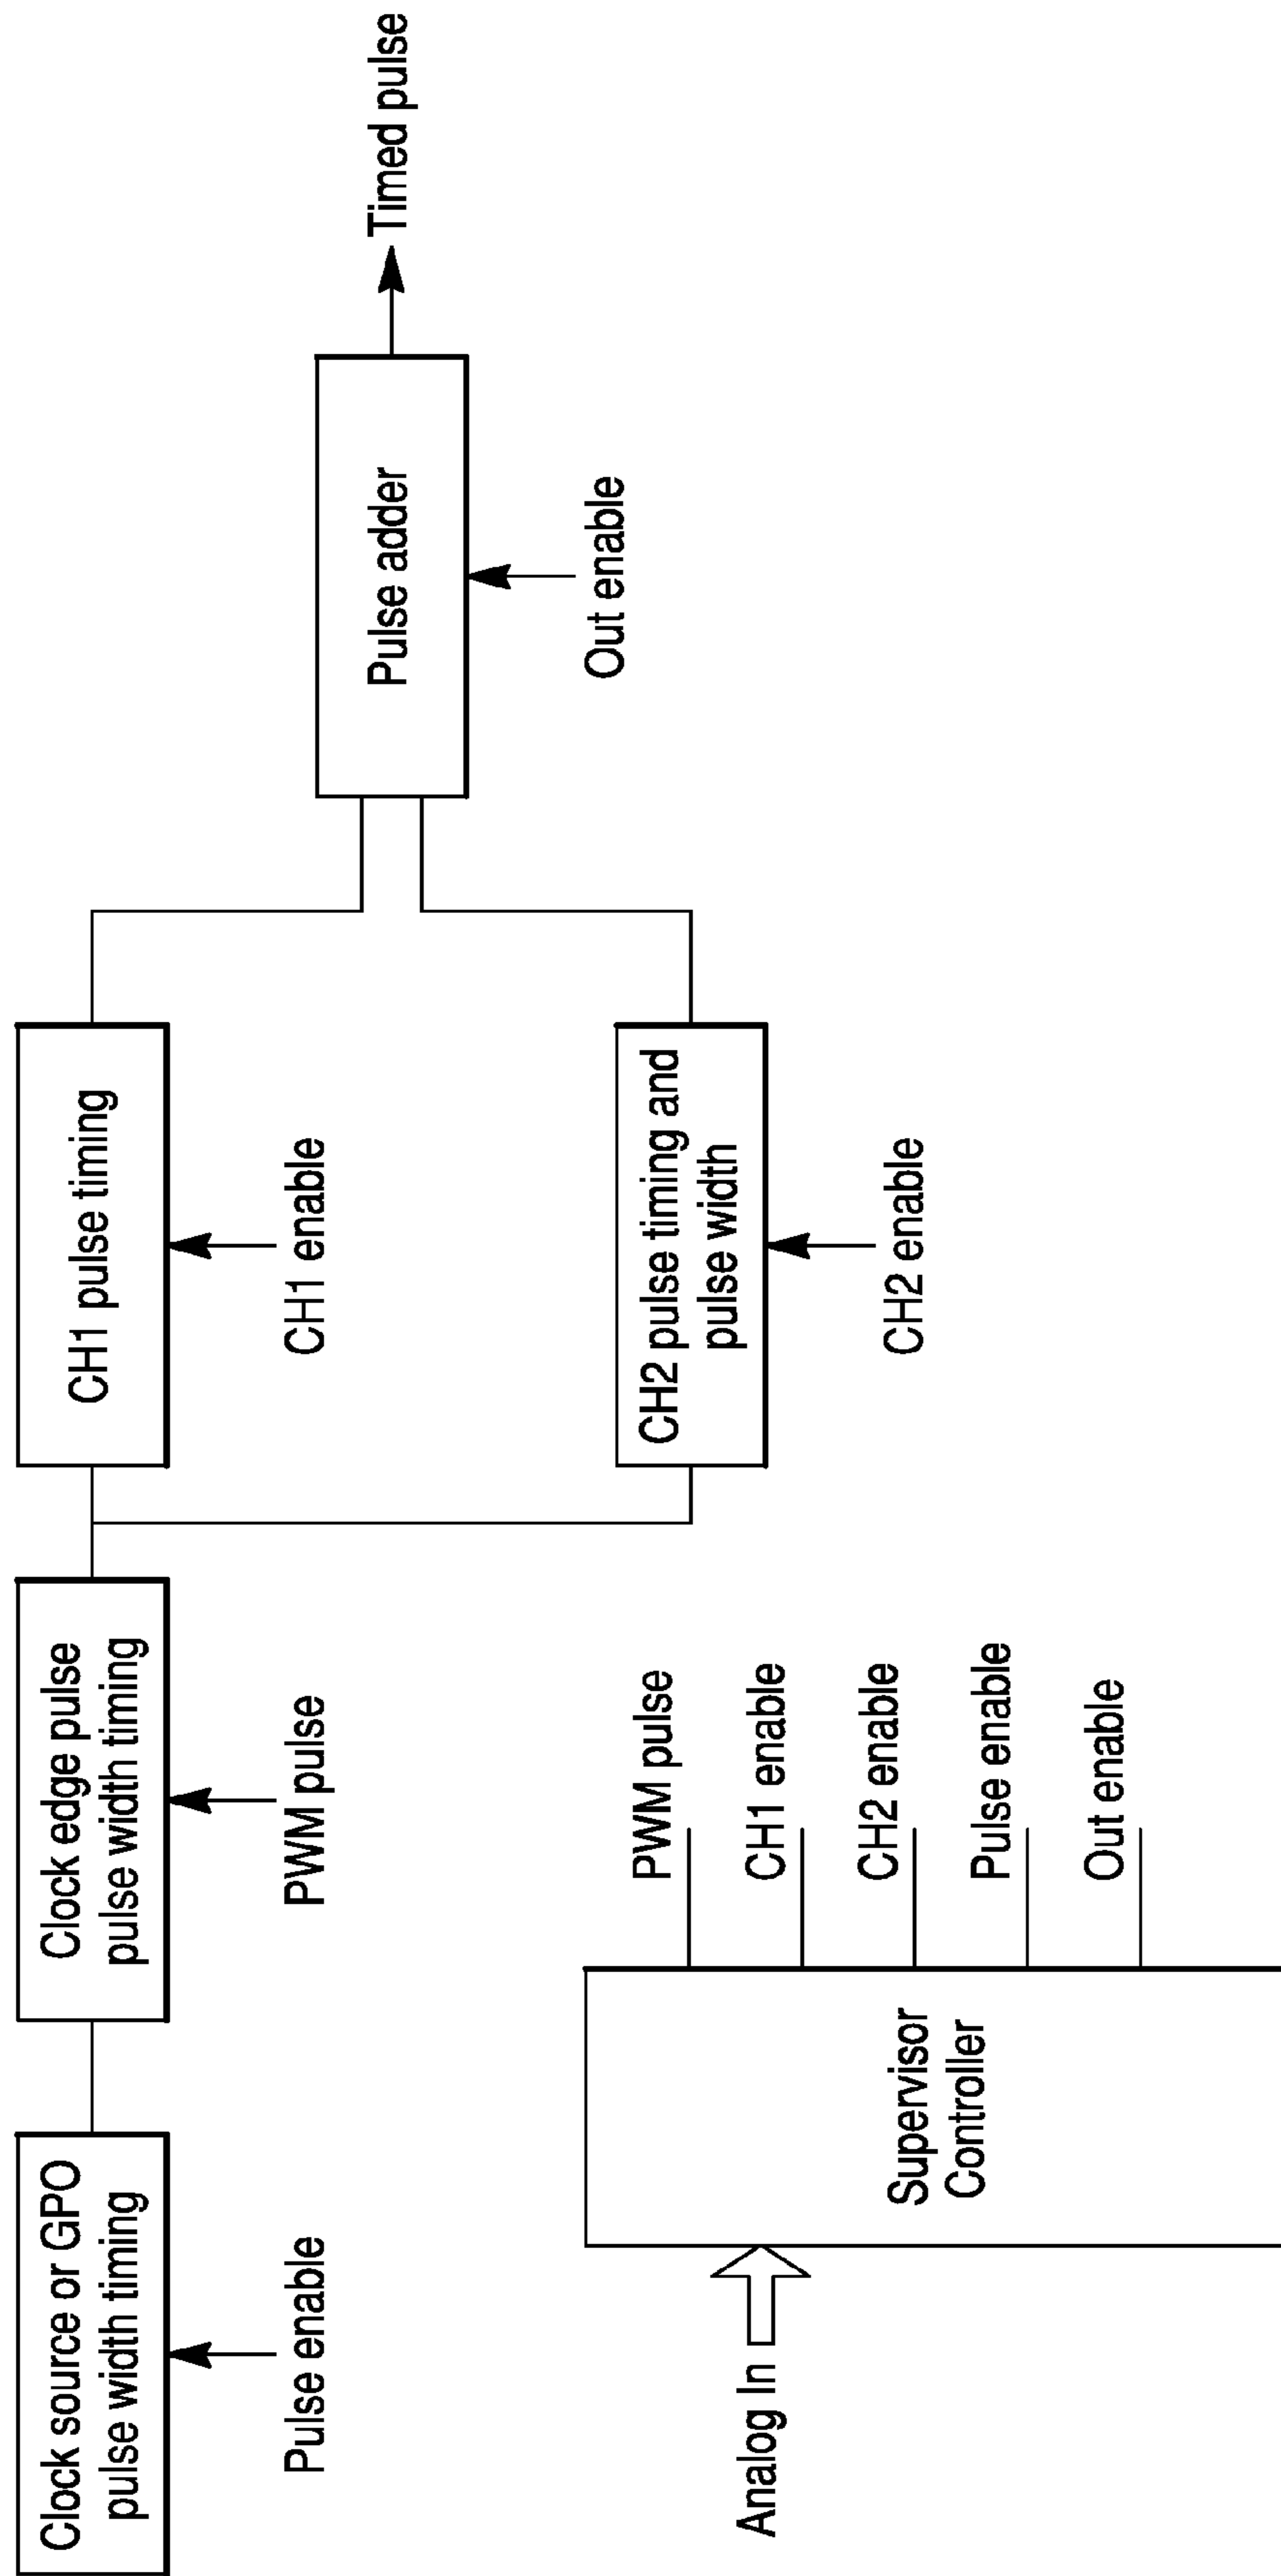 Clock source or GPO
pulse width timing
Pulse enable
Clock edge pulse
pulse width timing
PWM pulse
CH1 pulse timing
CH1 enable
CH2 pulse timing and
pulse width
CH2 enable
Pulse adder
Out enable
Timed pulse
Analog In
Supervisor
Controller
PWM pulse
CH1 enable
CH2 enable
Pulse enable
Out enable